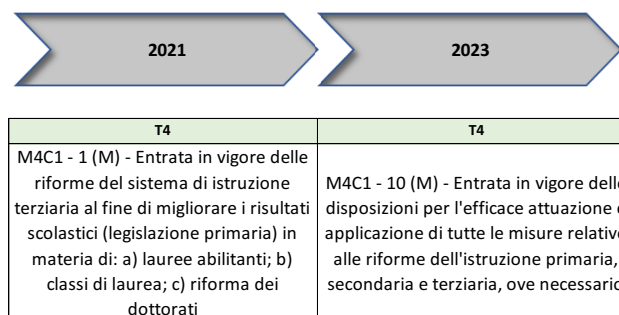 2021
2023
T4
T4
M4C1 - 1 (M) - Entrata in vigore delle
riforme del sistema di istruzione
terziaria al fine di migliorare i risultati
scolastici (legislazione primaria) in
materia di: a) lauree abilitanti; b)
classi di laurea; c) riforma dei
dottorati
M4C1 - 10 (M) - Entrata in vigore delle
disposizioni per l'efficace attuazione e
applicazione di tutte le misure relative
alle riforme dell'istruzione primaria,
secondaria e terziaria, ove necessario